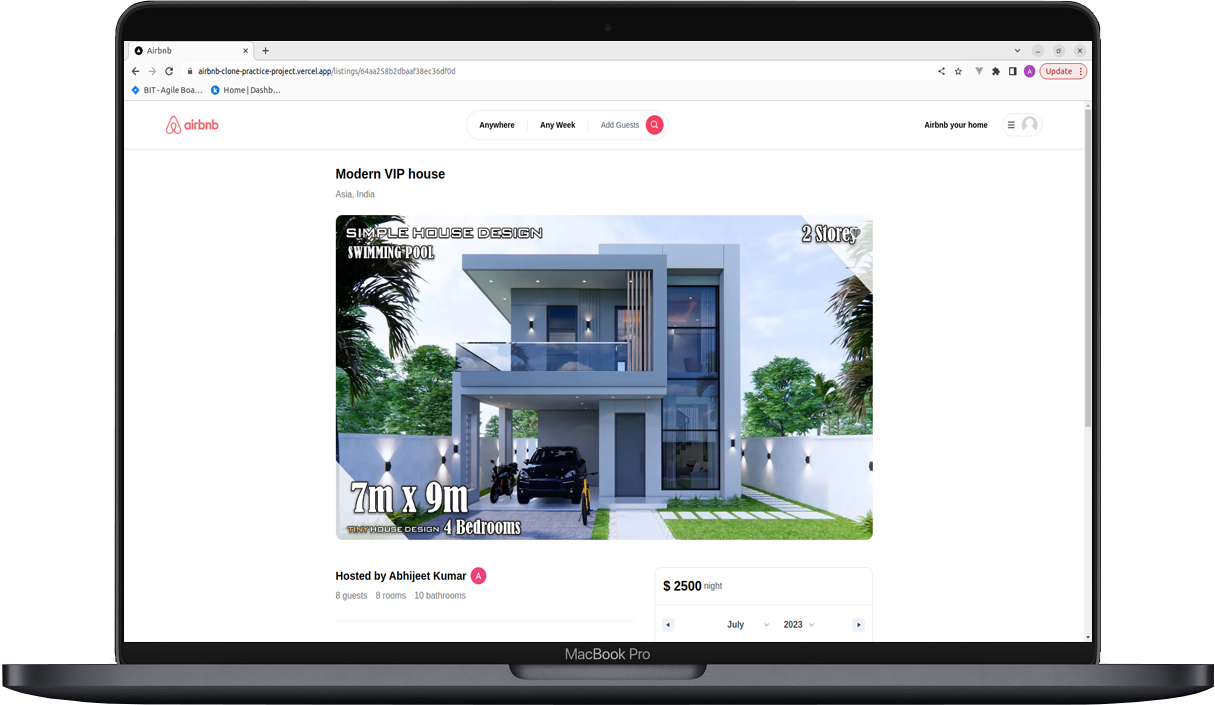 Airbnb
airbnb-clone-practice-project.vercel.app/listings/64aa258b2dbaaf38ec36df0d
A
Update
BIT - Agile Boa...
Home | Dashb...
airbnb
Anywhere
Any Week
Add Guests
Airbnb your home
Modern VIP house
Asia, India
SIMPLE HOUSE DESIGN
SWIMMING POOL
2 Storey
7m x 9m
TINY HOUSE DESIGN 4 Bedrooms
Hosted by Abhijeet Kumar A
8 guests 8 rooms 10 bathrooms
$ 2500 night
July 2023
MacBook Pro